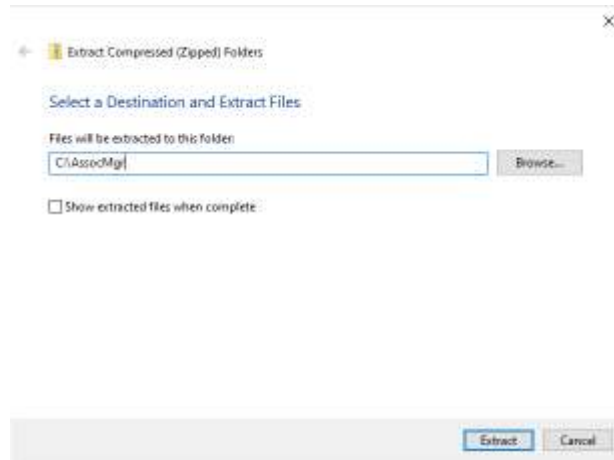 Extract Compressed (Zipped) Folders
Select a Destination and Extract Files
Files will be extracted to this folder:
C:\AssocMgr
Browse...
Show extracted files when complete
Extract
Cancel